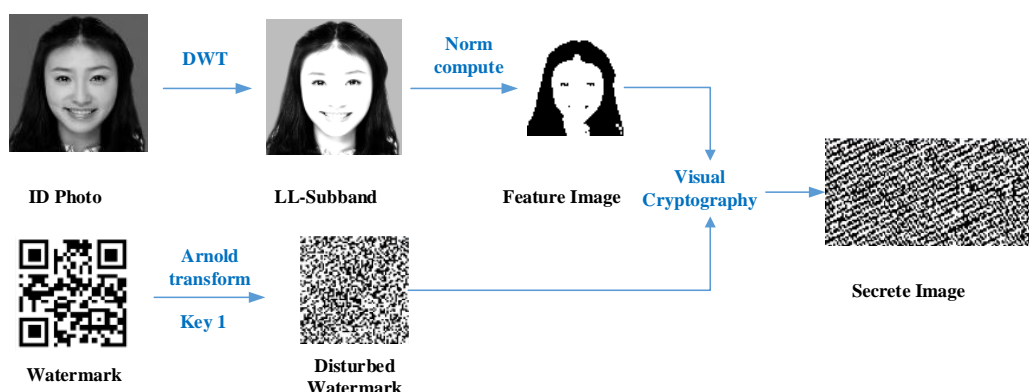 DWT
Norm
compute
ID Photo
LL-Subband
Feature Image
Visual
Cryptography
Arnold
transform
Key 1
Secrete Image
Watermark
Disturbed
Watermark